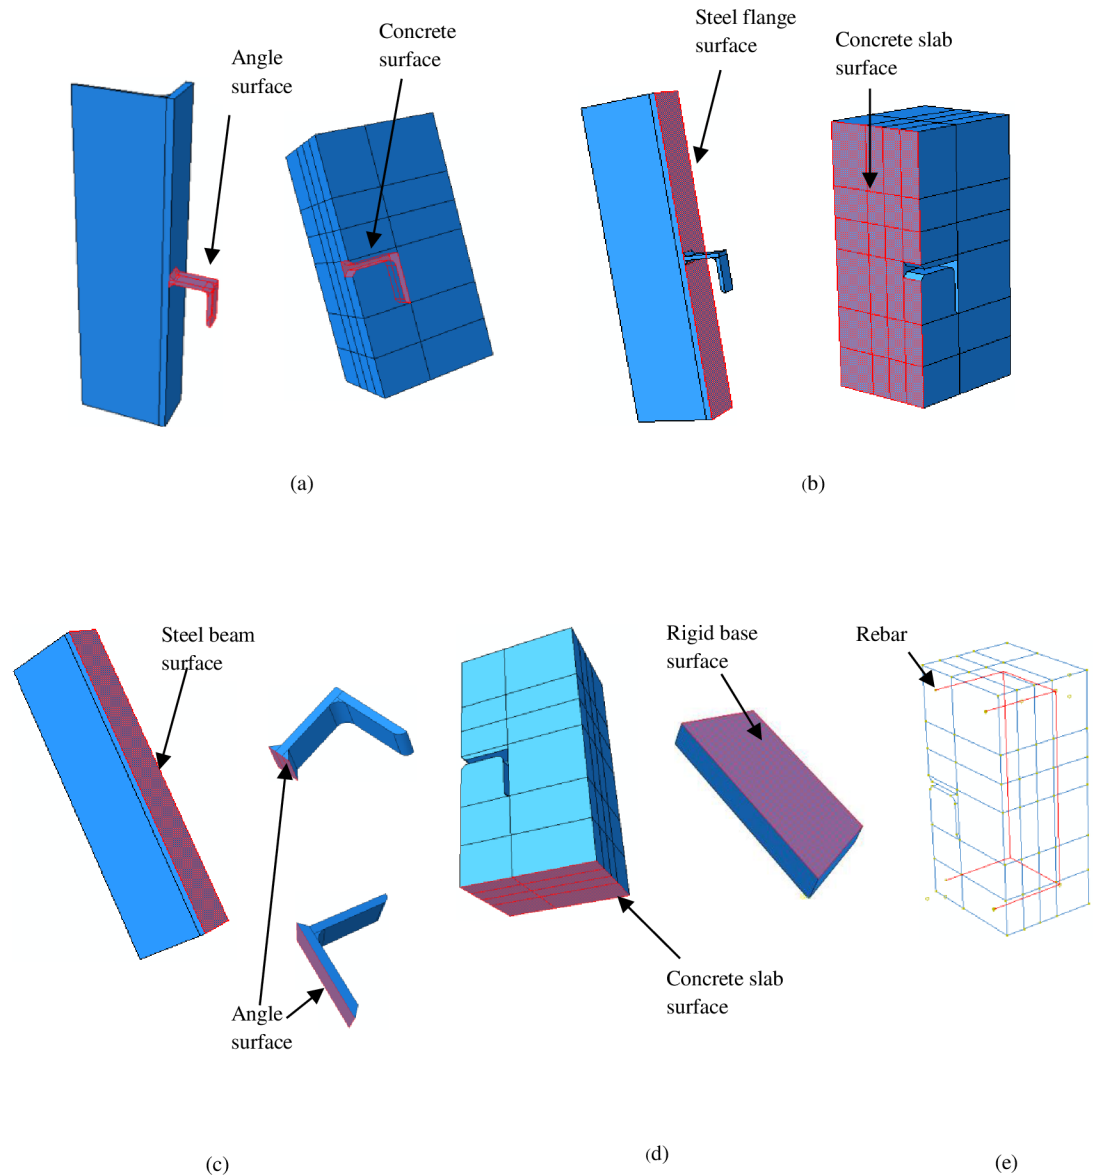 Angle
surface
Concrete
surface
Steel flange
surface
Concrete slab
surface
(a)
(b)
Steel beam
surface
Angle
surface
Rigid base
surface
Concrete slab
surface
Rebar
(c)
(d)
(e)